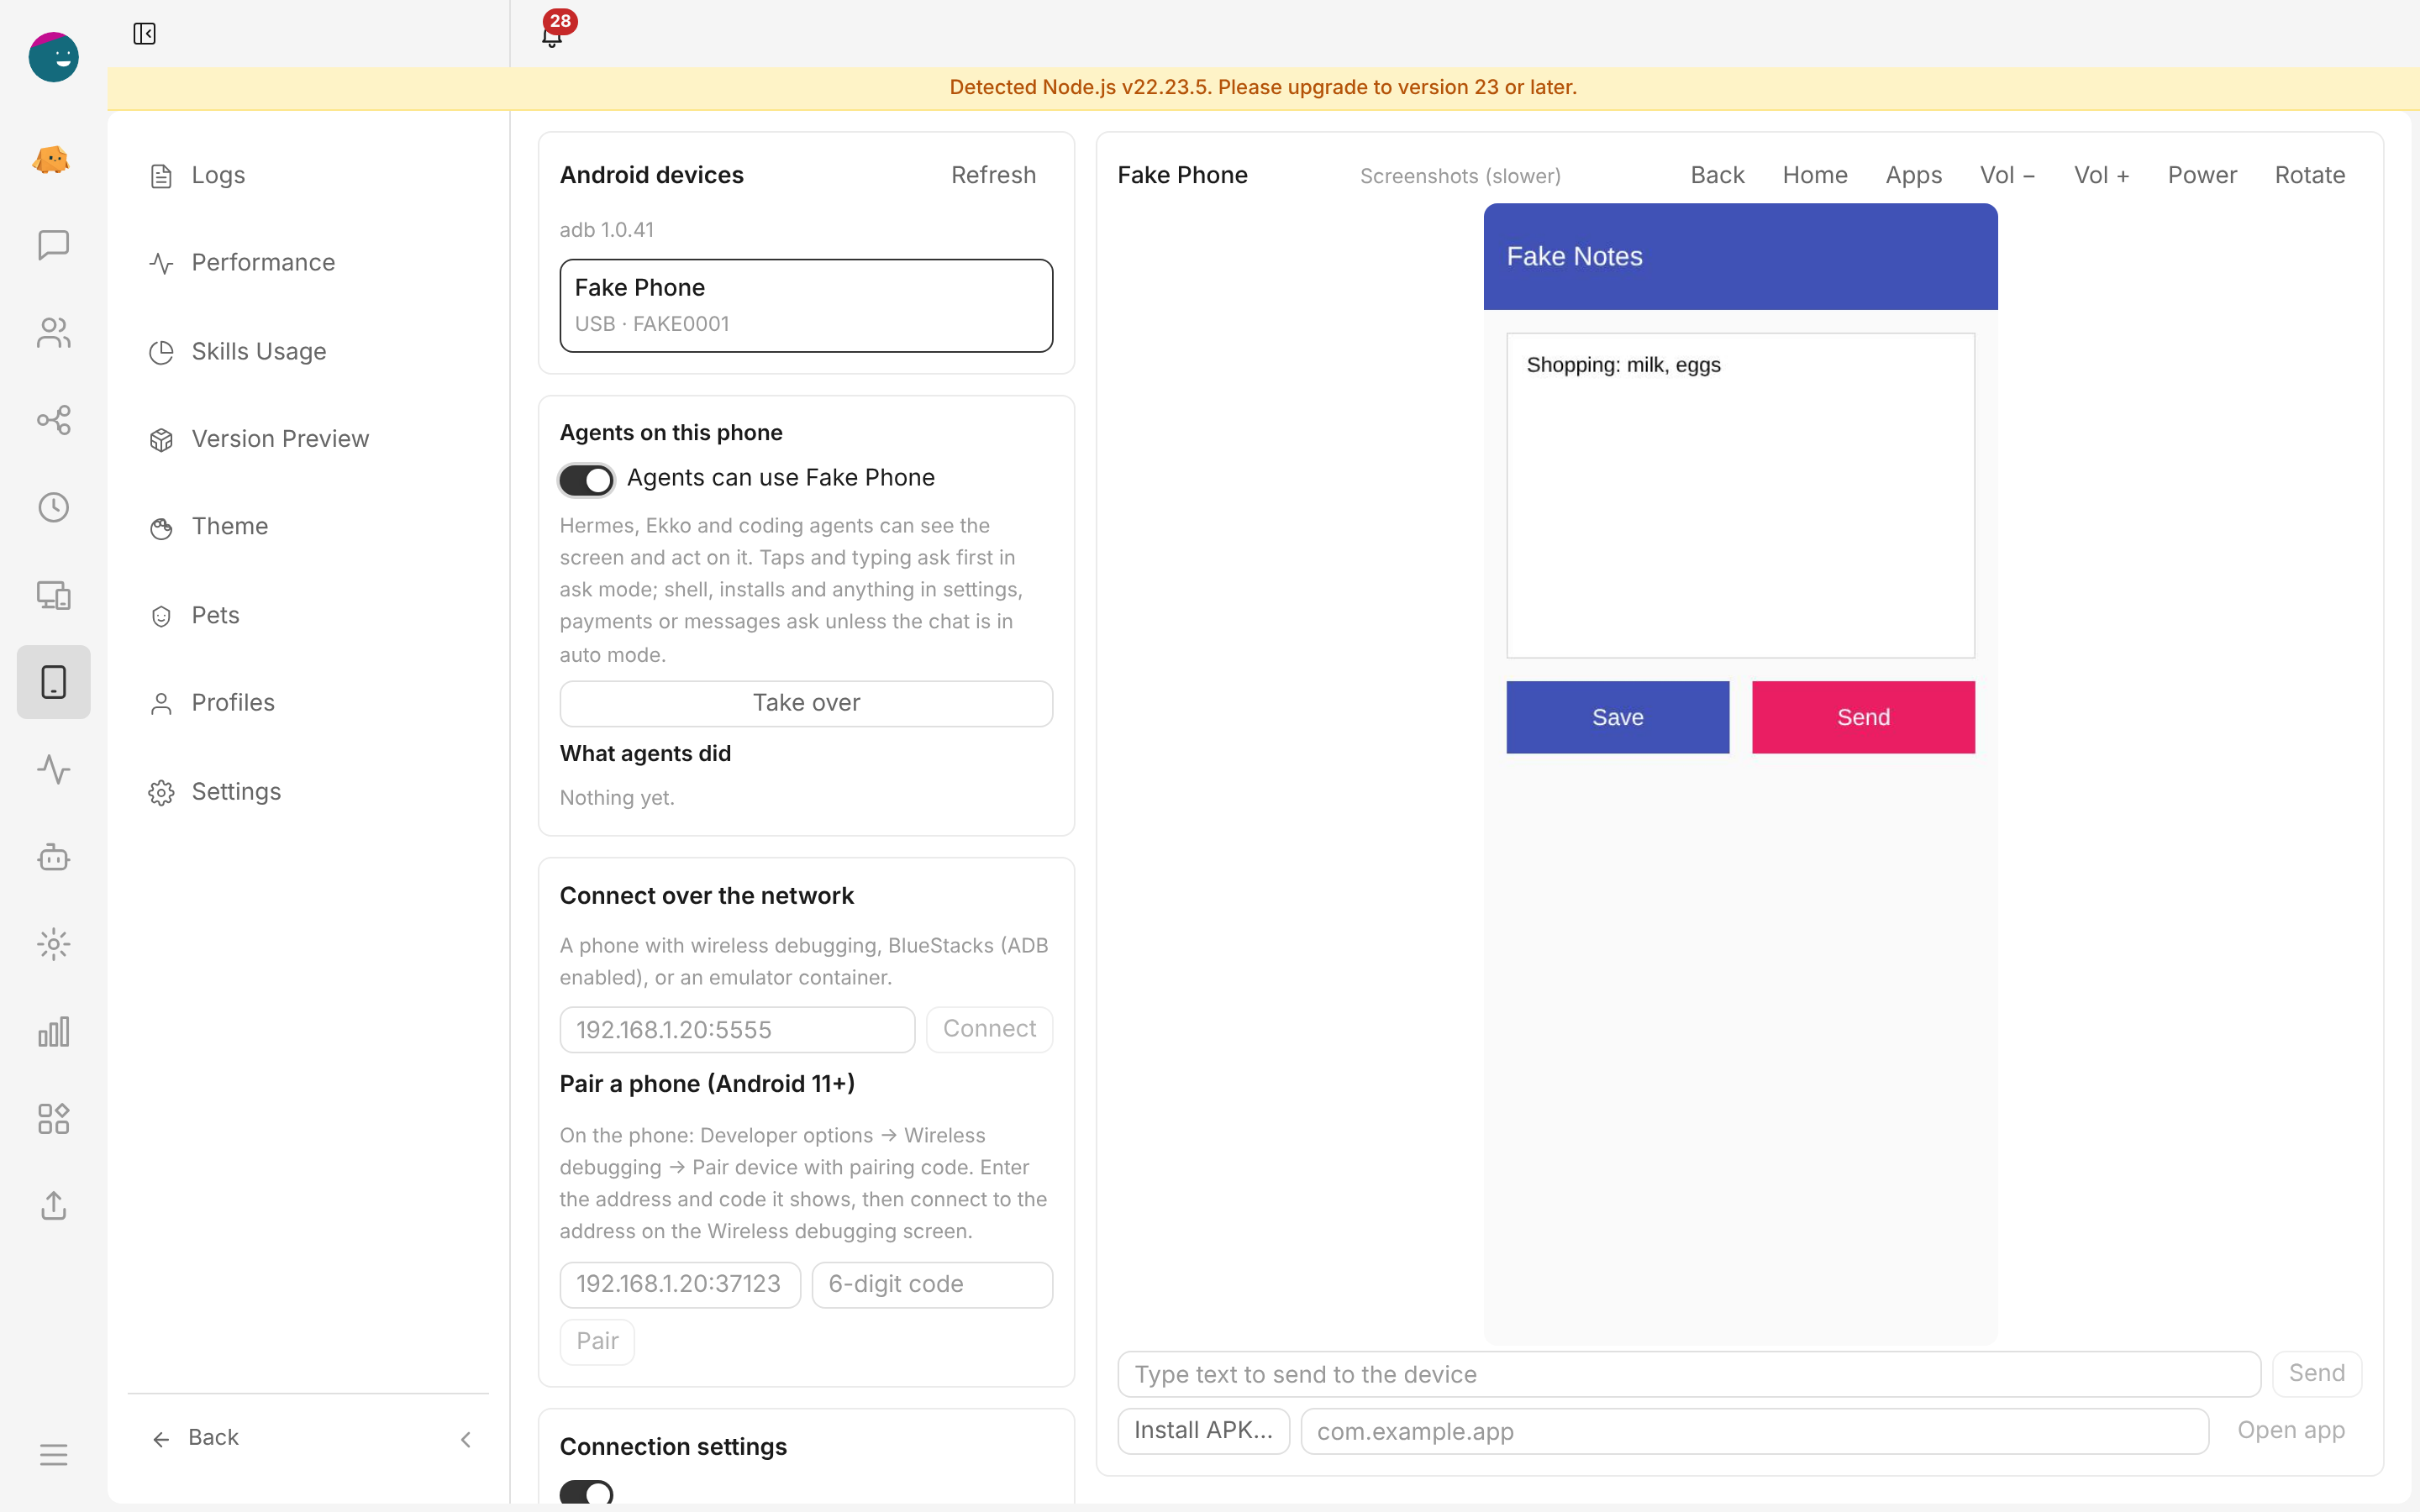 28
Detected Node.js v22.23.5. Please upgrade to version 23 or later.
Logs
Performance
Skills Usage
Version Preview
Theme
Pets
Profiles
Settings
Back
Android devices
Refresh
adb 1.0.41
Fake Phone
USB · FAKE0001
Agents on this phone
Agents can use Fake Phone
Hermes, Ekko and coding agents can see the
screen and act on it. Taps and typing ask first in
ask mode; shell, installs and anything in settings,
payments or messages ask unless the chat is in
auto mode.
Take over
What agents did
Nothing yet.
Connect over the network
A phone with wireless debugging, BlueStacks (ADB
enabled), or an emulator container.
192.168.1.20:5555
Connect
Pair a phone (Android 11+)
On the phone: Developer options → Wireless
debugging → Pair device with pairing code. Enter
the address and code it shows, then connect to the
address on the Wireless debugging screen.
192.168.1.20:37123
6-digit code
Pair
Connection settings
Fake Phone
Screenshots (slower)
Back
Home
Apps
Vol −
Vol +
Power
Rotate
Fake Notes
Shopping: milk, eggs
Save
Send
Type text to send to the device
Send
Install APK...
com.example.app
Open app